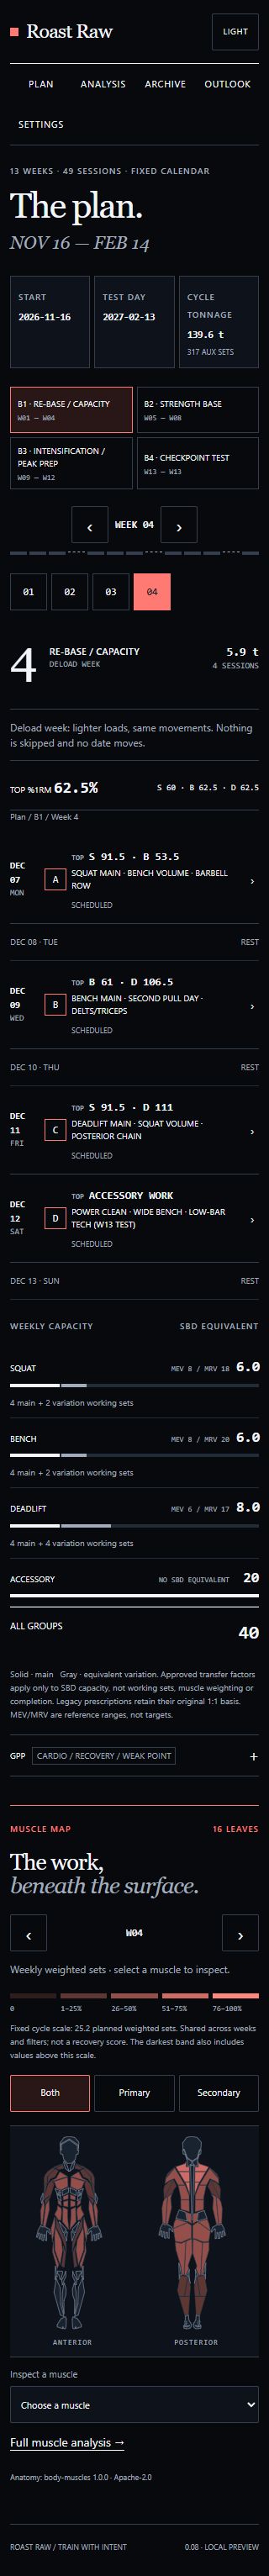 Roast Raw
LIGHT
PLAN
ANALYSIS
ARCHIVE
OUTLOOK
SETTINGS
13 WEEKS · 49 SESSIONS · FIXED CALENDAR
The plan.
NOV 16 — FEB 14
START
2026-11-16
TEST DAY
2027-02-13
CYCLE
TONNAGE
139.6 t
317 AUX SETS
B1 · RE-BASE / CAPACITY
W01 — W04
B2 · STRENGTH BASE
W05 — W08
B3 · INTENSIFICATION /
PEAK PREP
W09 — W12
B4 · CHECKPOINT TEST
W13 — W13
‹
WEEK 04
›
01
02
03
04
4
RE-BASE / CAPACITY
DELOAD WEEK
5.9 t
4 SESSIONS
Deload week: lighter loads, same movements. Nothing
is skipped and no date moves.
TOP %1RM 62.5%
S 60 · B 62.5 · D 62.5
Plan / B1 / Week 4
DEC
07
MON
A
TOP S 91.5 · B 53.5
SQUAT MAIN · BENCH VOLUME · BARBELL
ROW
SCHEDULED
›
DEC 08 · TUE
REST
DEC
09
WED
B
TOP B 61 · D 106.5
BENCH MAIN · SECOND PULL DAY ·
DELTS/TRICEPS
SCHEDULED
›
DEC 10 · THU
REST
DEC
11
FRI
C
TOP S 91.5 · D 111
DEADLIFT MAIN · SQUAT VOLUME ·
POSTERIOR CHAIN
SCHEDULED
›
DEC
12
SAT
D
TOP ACCESSORY WORK
POWER CLEAN · WIDE BENCH · LOW-BAR
TECH (W13 TEST)
SCHEDULED
›
DEC 13 · SUN
REST
WEEKLY CAPACITY
SBD EQUIVALENT
SQUAT
MEV 8 / MRV 18 6.0
4 main + 2 variation working sets
BENCH
MEV 8 / MRV 20 6.0
4 main + 2 variation working sets
DEADLIFT
MEV 6 / MRV 17 8.0
4 main + 4 variation working sets
ACCESSORY
NO SBD EQUIVALENT 20
ALL GROUPS
40
Solid · main Gray · equivalent variation. Approved transfer factors
apply only to SBD capacity, not working sets, muscle weighting or
completion. Legacy prescriptions retain their original 1:1 basis.
MEV/MRV are reference ranges, not targets.
GPP
CARDIO / RECOVERY / WEAK POINT
+
MUSCLE MAP
16 LEAVES
The work,
beneath the surface.
‹
W04
›
Weekly weighted sets · select a muscle to inspect.
0
1–25%
26–50%
51–75%
76–100%
Fixed cycle scale: 25.2 planned weighted sets. Shared across weeks
and filters; not a recovery score. The darkest band also includes
values above this scale.
Both
Primary
Secondary
ANTERIOR
POSTERIOR
Inspect a muscle
Choose a muscle
Full muscle analysis →
Anatomy: body-muscles 1.0.0 · Apache-2.0
ROAST RAW / TRAIN WITH INTENT
0.08 · LOCAL PREVIEW